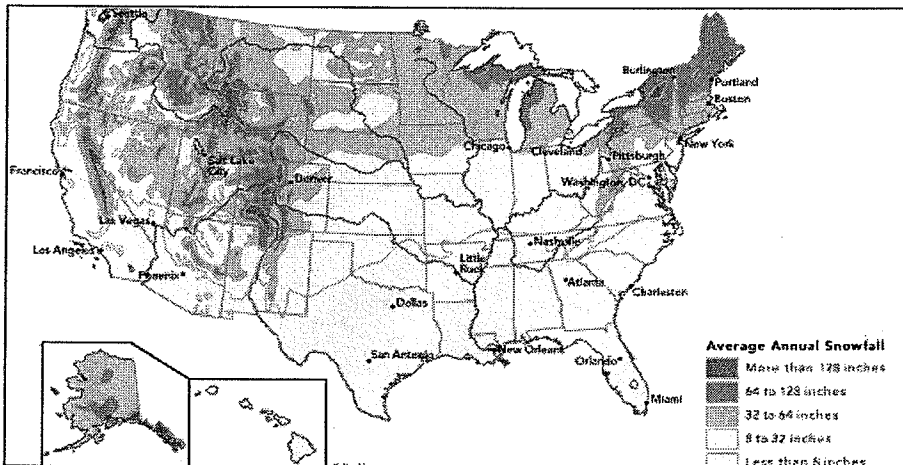 Seattle
Burlington
Portland
Boston
New York
Chicago
Cleveland
Pittsburgh
Washington, DC
Salt Lake
City
Denver
Francisco
Las Vegas
Los Angeles
Phoenix
Little
Rock
Nashville
Atlanta
Charleston
Dallas
San Antonio
New Orleans
Orlando
Miami
Average Annual Snowfall
More than 128 inches
64 to 128 inches
32 to 64 inches
8 to 32 inches
Less than 8 inches